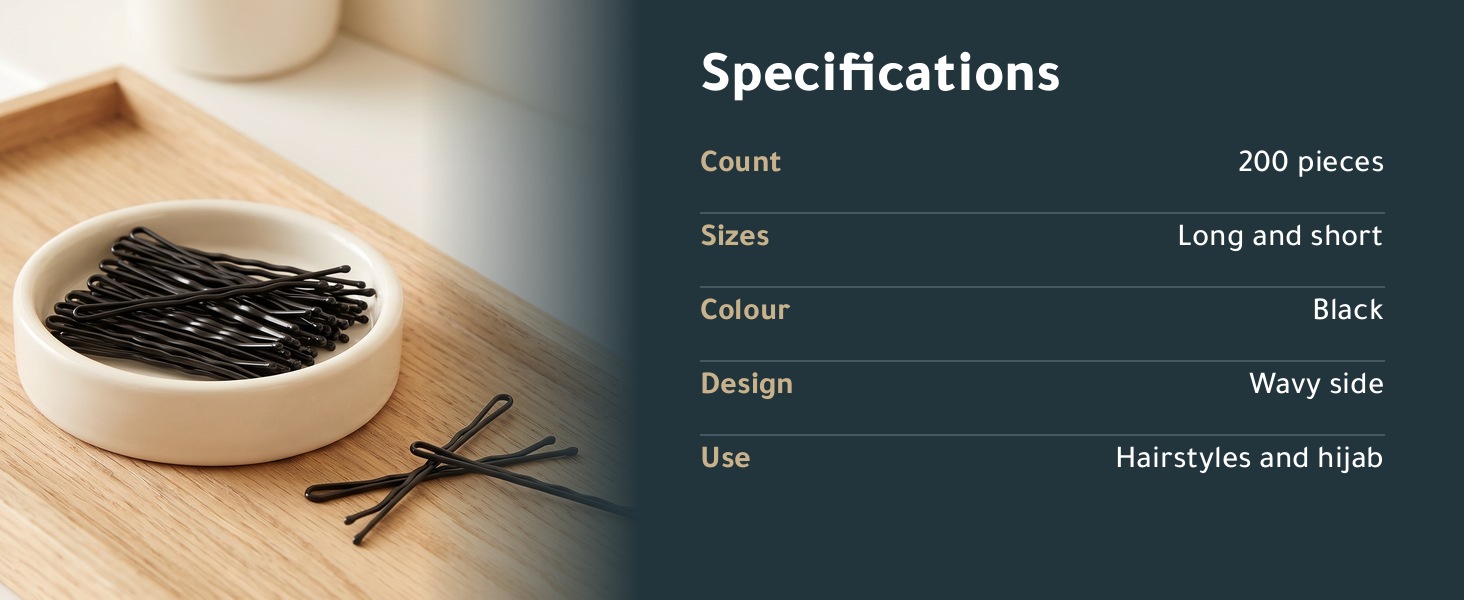 Specifications
Count 200 pieces
Sizes Long and short
Colour Black
Design Wavy side
Use Hairstyles and hijab